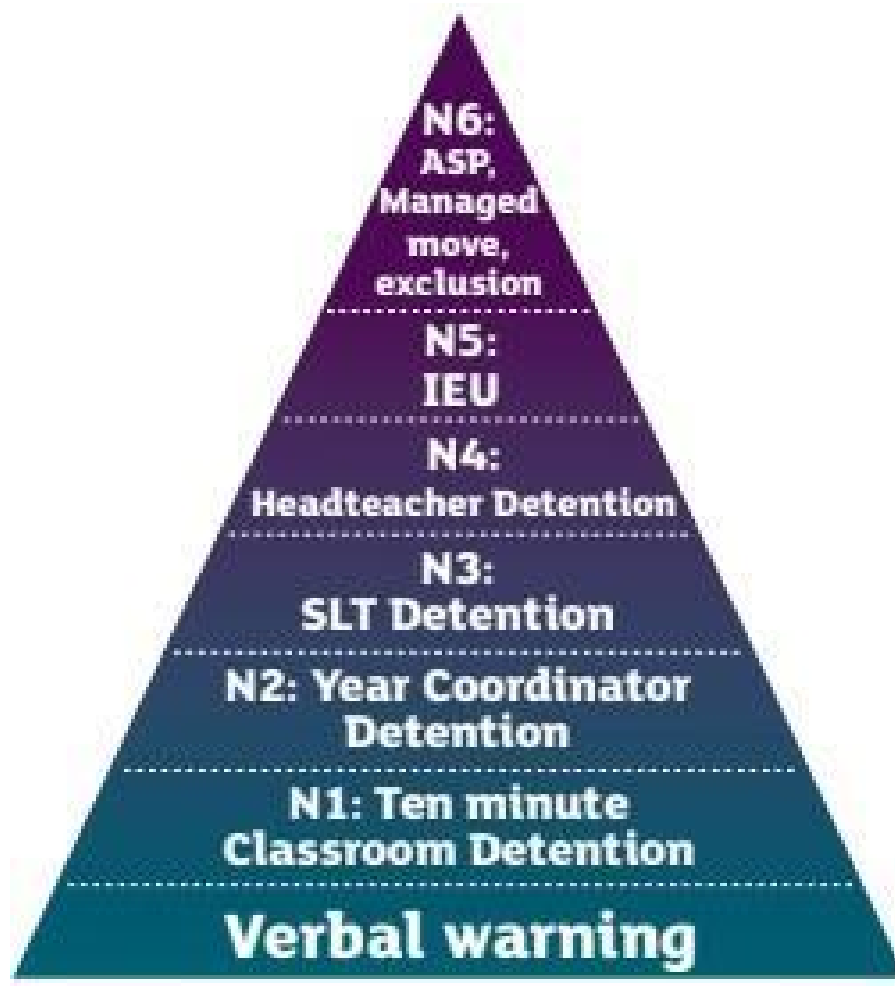 N6:
ASP,
Managed
move,
exclusion
N5:
IEU
N4:
Headteacher Detention
N3:
SLT Detention
N2: Year Coordinator
Detention
N1: Ten minute
Classroom Detention
Verbal warning